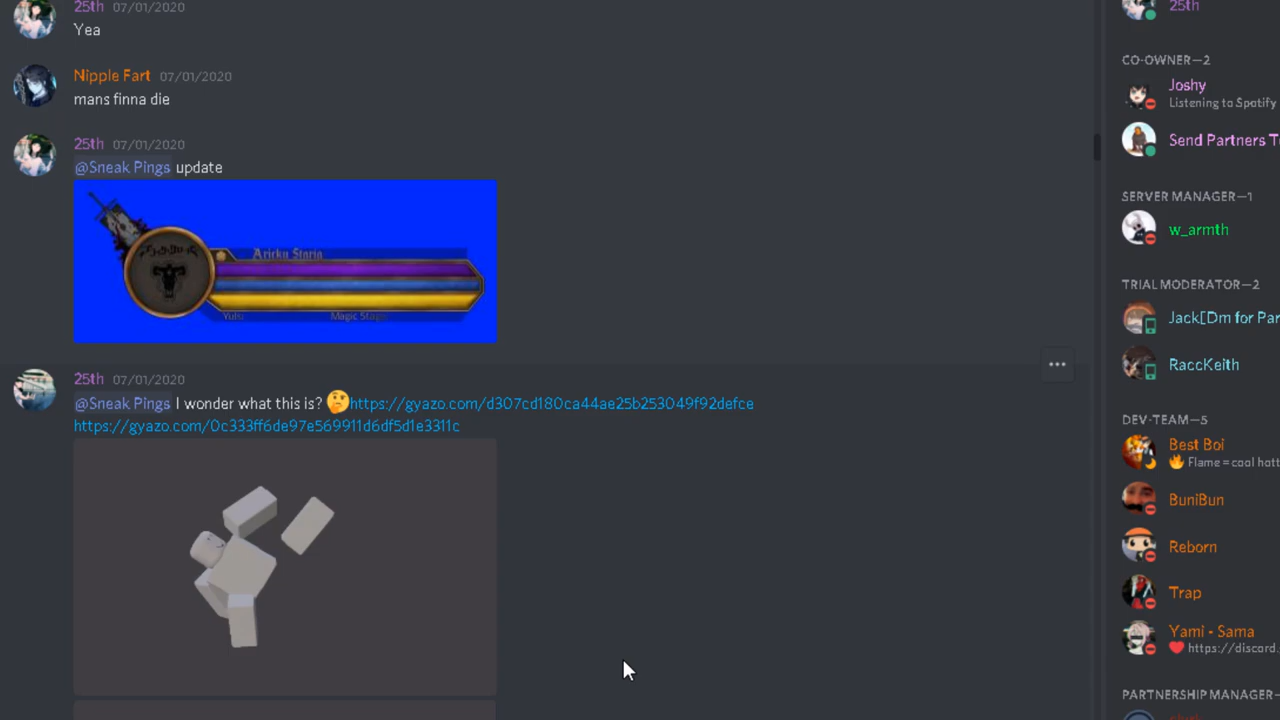 25th 07/01/2020
Yea
Nipple Fart 07/01/2020
mans finna die
25th 07/01/2020
@Sneak Pings update
Aricku Staria
Yuls:
Magic Stage:
25th 07/01/2020
@Sneak Pings I wonder what this is? 🤔https://gyazo.com/d307cd180ca44ae25b253049f92defce
https://gyazo.com/0c333ff6de97e569911d6df5d1e3311c
25th
CO-OWNER—2
Joshy
Listening to Spotify
Send Partners T
SERVER MANAGER—1
w_armth
TRIAL MODERATOR—2
Jack[Dm for Par
RaccKeith
DEV-TEAM—5
Best Boi
🔥 Flame = cool hott
BuniBun
Reborn
Trap
Yami - Sama
❤️ https://discord.
PARTNERSHIP MANAGER—